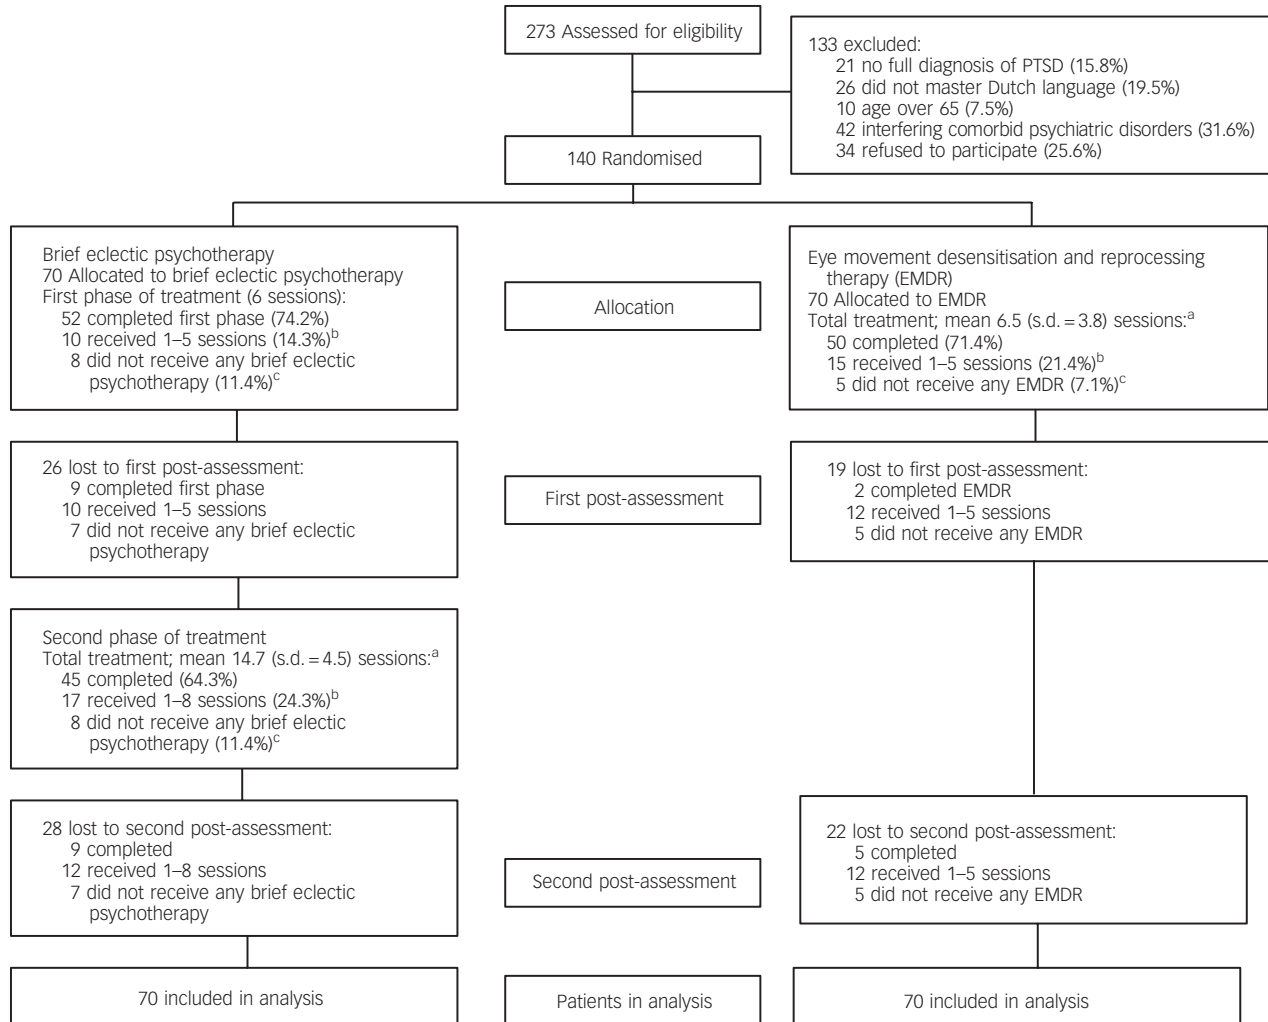 273 Assessed for eligibility
133 excluded:
21 no full diagnosis of PTSD (15.8%)
26 did not master Dutch language (19.5%)
10 age over 65 (7.5%)
42 interfering comorbid psychiatric disorders (31.6%)
34 refused to participate (25.6%)
140 Randomised
Brief eclectic psychotherapy
70 Allocated to brief eclectic psychotherapy
First phase of treatment (6 sessions):
52 completed first phase (74.2%)
10 received 1–5 sessions (14.3%)b
8 did not receive any brief eclectic
psychotherapy (11.4%)c
Allocation
Eye movement desensitisation and reprocessing
therapy (EMDR)
70 Allocated to EMDR
Total treatment; mean 6.5 (s.d. = 3.8) sessions:a
50 completed (71.4%)
15 received 1–5 sessions (21.4%)b
5 did not receive any EMDR (7.1%)c
26 lost to first post-assessment:
9 completed first phase
10 received 1–5 sessions
7 did not receive any brief eclectic
psychotherapy
First post-assessment
19 lost to first post-assessment:
2 completed EMDR
12 received 1–5 sessions
5 did not receive any EMDR
Second phase of treatment
Total treatment; mean 14.7 (s.d. = 4.5) sessions:a
45 completed (64.3%)
17 received 1–8 sessions (24.3%)b
8 did not receive any brief electic
psychotherapy (11.4%)c
28 lost to second post-assessment:
9 completed
12 received 1–8 sessions
7 did not receive any brief eclectic
psychotherapy
Second post-assessment
22 lost to second post-assessment:
5 completed
12 received 1–5 sessions
5 did not receive any EMDR
70 included in analysis
Patients in analysis
70 included in analysis